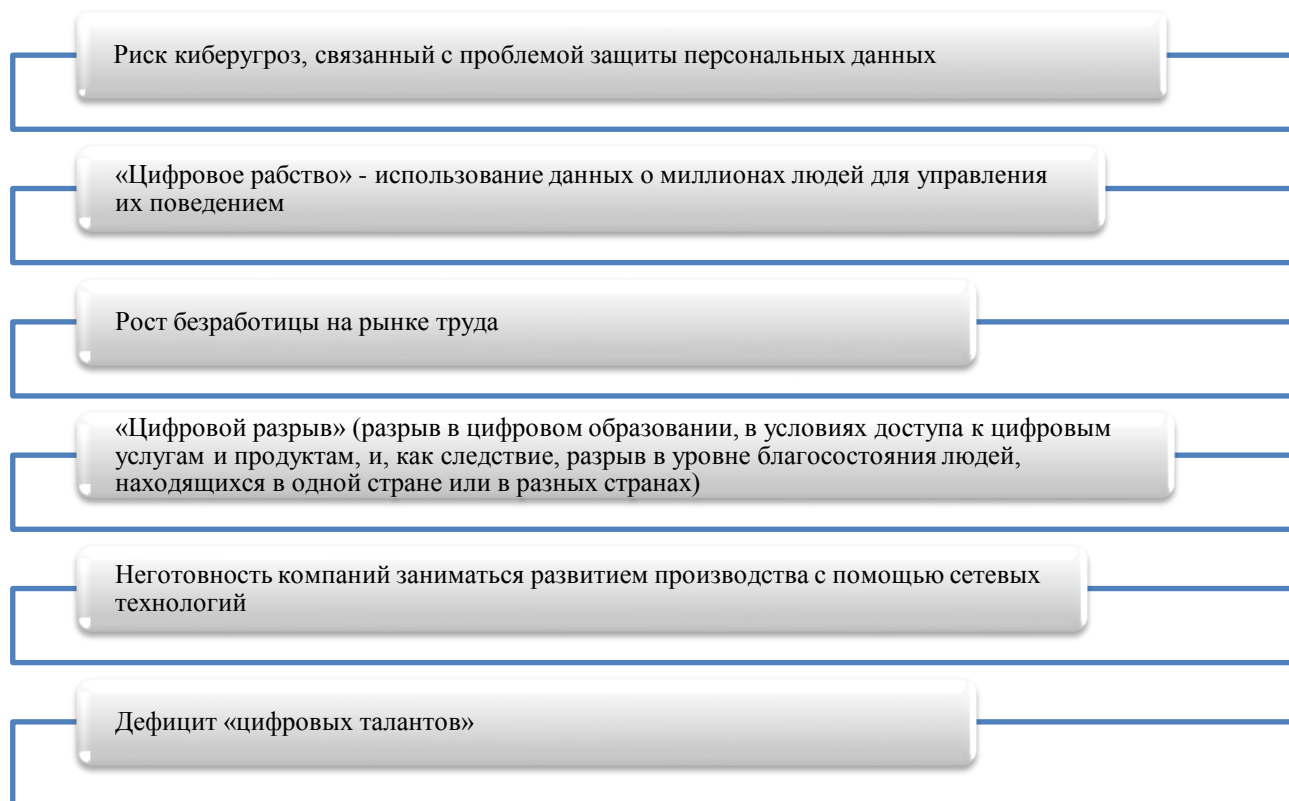 Риск киберугроз, связанный с проблемой защиты персональных данных
«Цифровое рабство» - использование данных о миллионах людей для управления
их поведением
Рост безработицы на рынке труда
«Цифровой разрыв» (разрыв в цифровом образовании, в условиях доступа к цифровым
услугам и продуктам, и, как следствие, разрыв в уровне благосостояния людей,
находящихся в одной стране или в разных странах)
Неготовность компаний заниматься развитием производства с помощью сетевых
технологий
Дефицит «цифровых талантов»